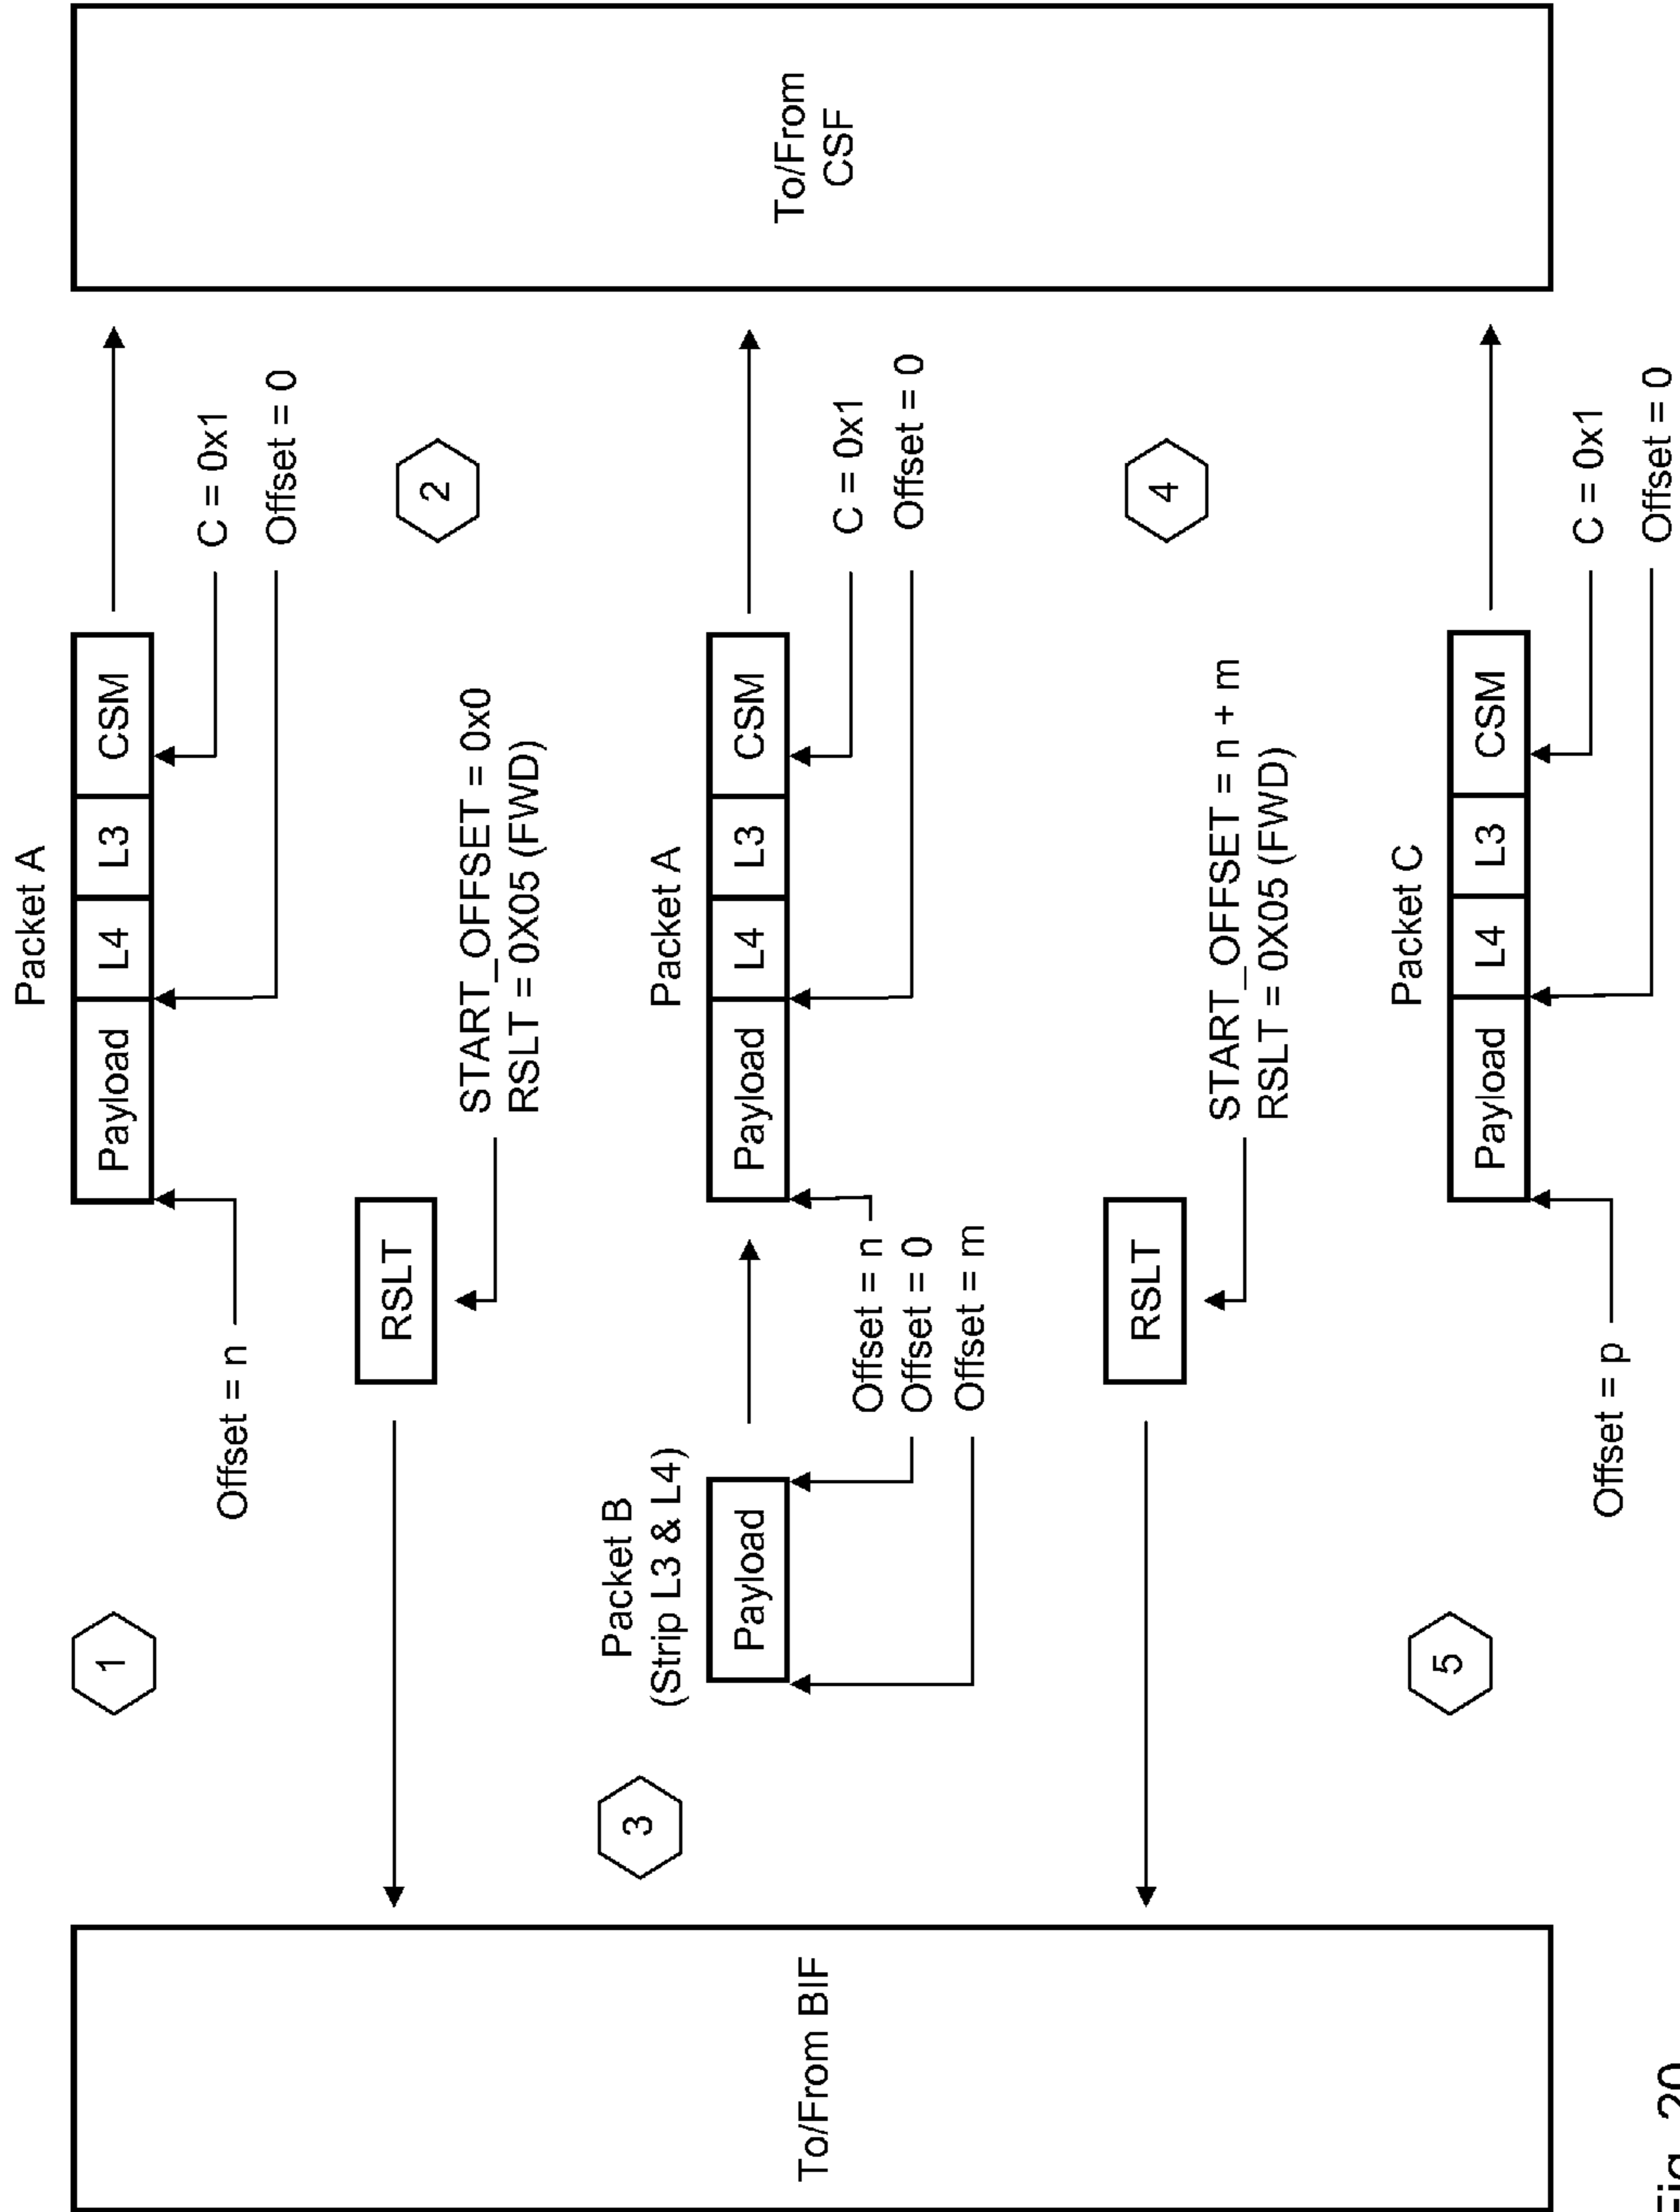 To/From BIF
To/From
CSF
1
Packet A
Payload
L4
L3
CSM
Offset = n
C = 0x1
Offset = 0
2
RSLT
START_OFFSET = 0x0
RSLT = 0X05 (FWD)
3
Packet B
(Strip L3 & L4)
Payload
Packet A
Payload
L4
L3
CSM
Offset = n
Offset = 0
Offset = m
C = 0x1
Offset = 0
4
RSLT
START_OFFSET = n + m
RSLT = 0X05 (FWD)
5
Packet C
Payload
L4
L3
CSM
Offset = p
C = 0x1
Offset = 0
Fig. 20